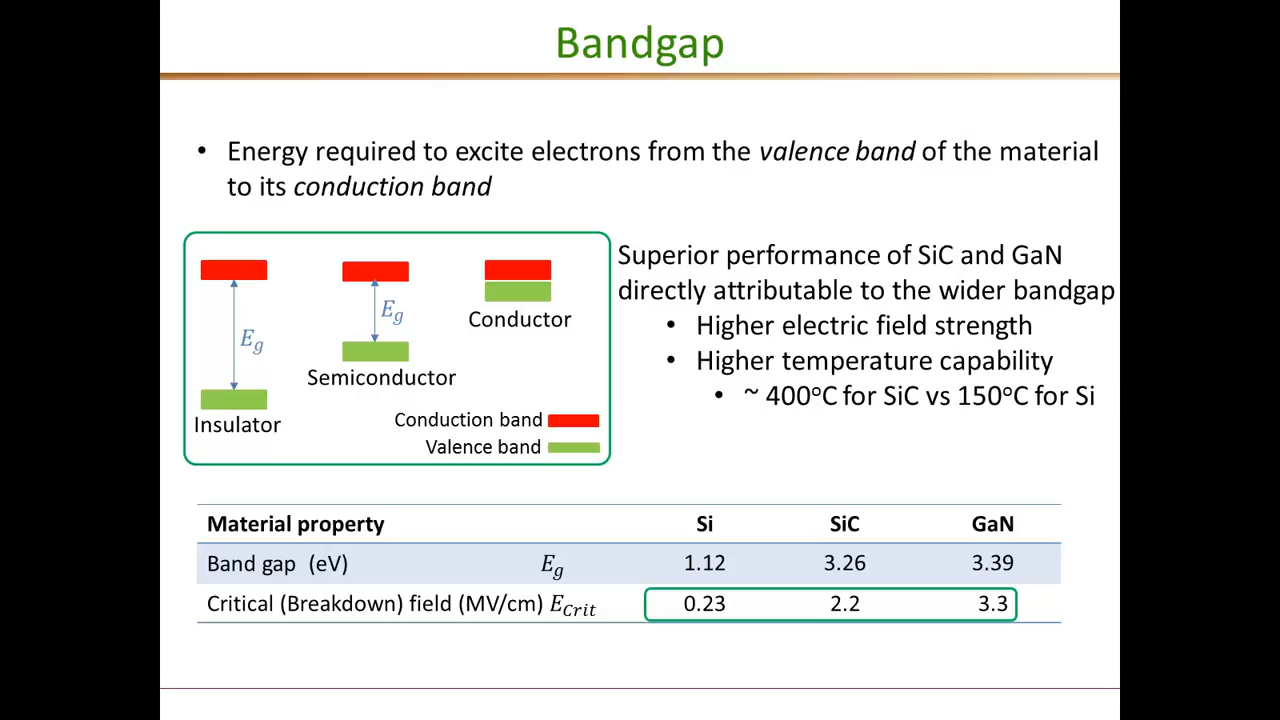 Bandgap
• Energy required to excite electrons from the valence band of the material
to its conduction band
E_g
Insulator
E_g
Semiconductor
Conductor
Conduction band
Valence band
Superior performance of SiC and GaN
directly attributable to the wider bandgap
• Higher electric field strength
• Higher temperature capability
• ~ 400°C for SiC vs 150°C for Si
Material property Si SiC GaN
Band gap (eV) E_g 1.12 3.26 3.39
Critical (Breakdown) field (MV/cm) E_Crit 0.23 2.2 3.3